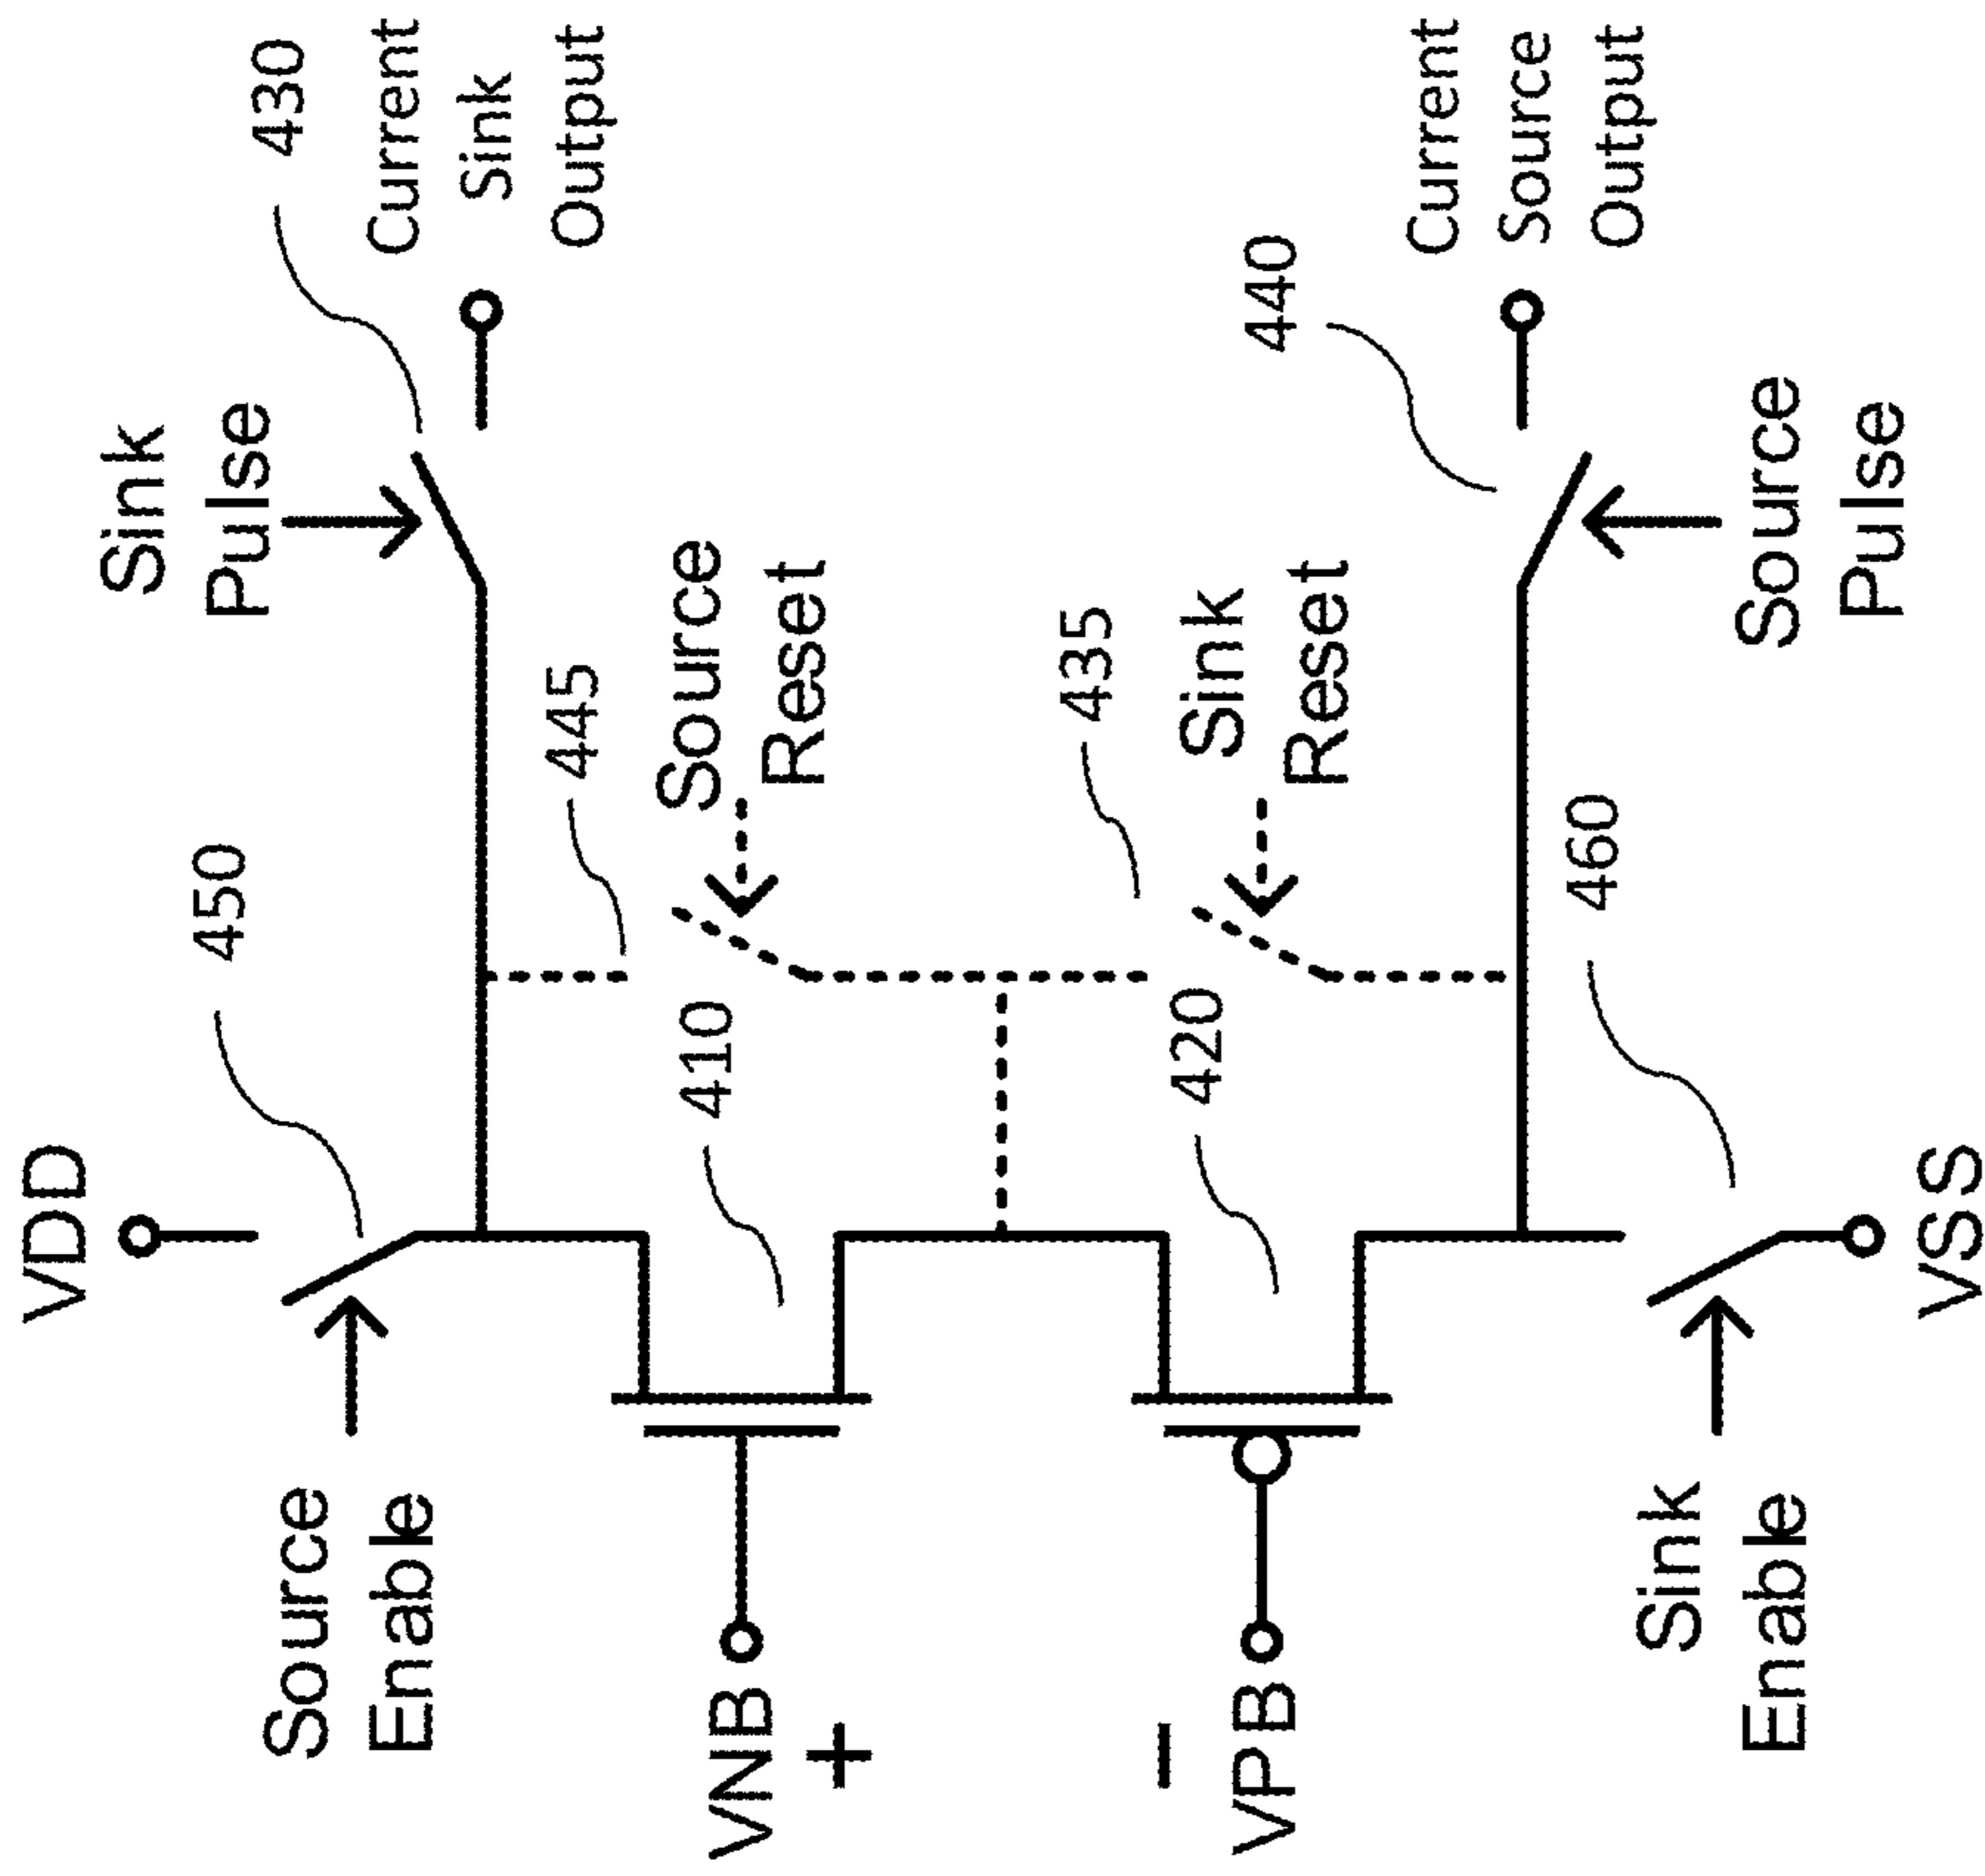 VDD
450
Sink
Pulse
430
Current
Sink
Output
Source
Enable
445
Source
Reset
410
VNB
+
435
Sink
Reset
420
−
VPB
440
Current
Source
Output
460
Source
Pulse
Sink
Enable
VSS